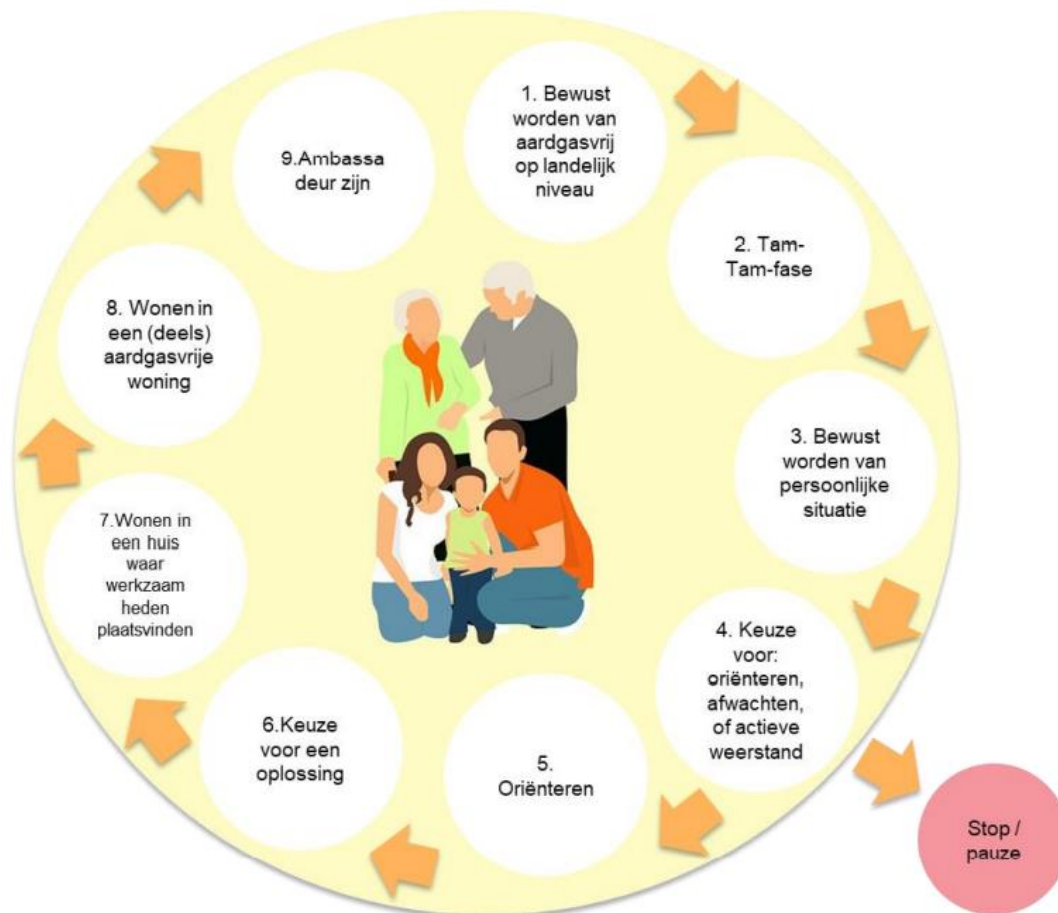 1. Bewust
worden van
aardgasvrij
op landelijk
niveau
2. Tam-
Tam-fase
3. Bewust
worden van
persoonlijke
situatie
4. Keuze
voor:
oriënteren,
afwachten,
of actieve
weerstand
Stop /
pauze
5.
Oriënteren
6.Keuze
voor een
oplossing
7.Wonen in
een huis
waar
werkzaam
heden
plaatsvinden
8. Wonen in
een (deels)
aardgasvrije
woning
9.Ambassa
deur zijn